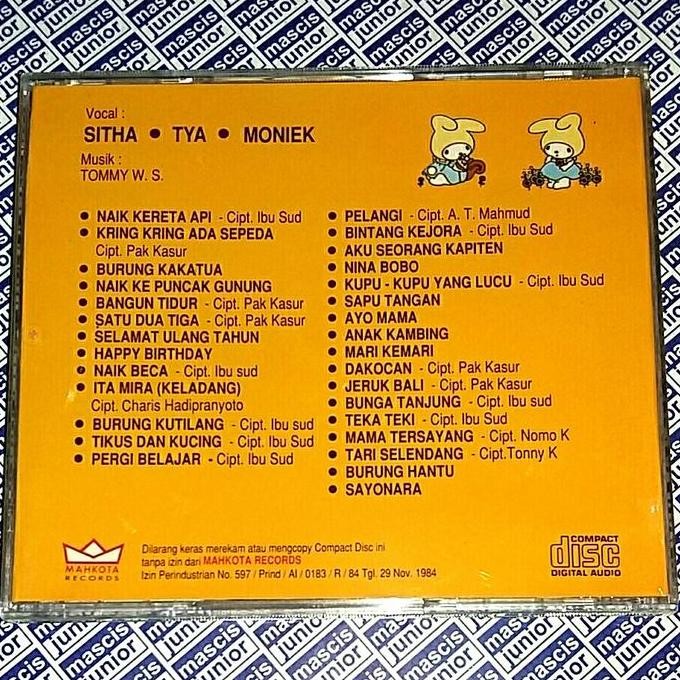 Vocal :
SITHA • TYA • MONIEK
Musik :
TOMMY W. S.
• NAIK KERETA API - Cipt. Ibu Sud
• KRING KRING ADA SEPEDA
Cipt. Pak Kasur
• BURUNG KAKATUA
• NAIK KE PUNCAK GUNUNG
• BANGUN TIDUR - Cipt. Pak Kasur
• SATU DUA TIGA - Cipt. Pak Kasur
• SELAMAT ULANG TAHUN
• HAPPY BIRTHDAY
• NAIK BECA - Cipt. Ibu sud
• ITA MIRA (KELADANG)
Cipt. Charis Hadipranyoto
• BURUNG KUTILANG - Cipt. Ibu sud
• TIKUS DAN KUCING - Cipt. Ibu Sud
• PERGI BELAJAR - Cipt. Ibu Sud
• PELANGI - Cipt. A. T. Mahmud
• BINTANG KEJORA - Cipt. Ibu Sud
• AKU SEORANG KAPITEN
• NINA BOBO
• KUPU - KUPU YANG LUCU - Cipt. Ibu Sud
• SAPU TANGAN
• AYO MAMA
• ANAK KAMBING
• MARI KEMARI
• DAKOCAN - Cipt. Pak Kasur
• JERUK BALI - Cipt. Pak Kasur
• BUNGA TANJUNG - Cipt. Ibu sud
• TEKA TEKI - Cipt. Ibu Sud
• MAMA TERSAYANG - Cipt. Nomo K
• TARI SELENDANG - Cipt.Tonny K
• BURUNG HANTU
• SAYONARA
MAHKOTA
RECORDS
Dilarang keras merekam atau mengcopy Compact Disc ini
tanpa izin dari MAHKOTA RECORDS
Izin Perindustrian No. 597 / Prind / AI / 0183 / R / 84 Tgl. 29 Nov. 1984
COMPACT
disc
DIGITAL AUDIO
mascis
junior